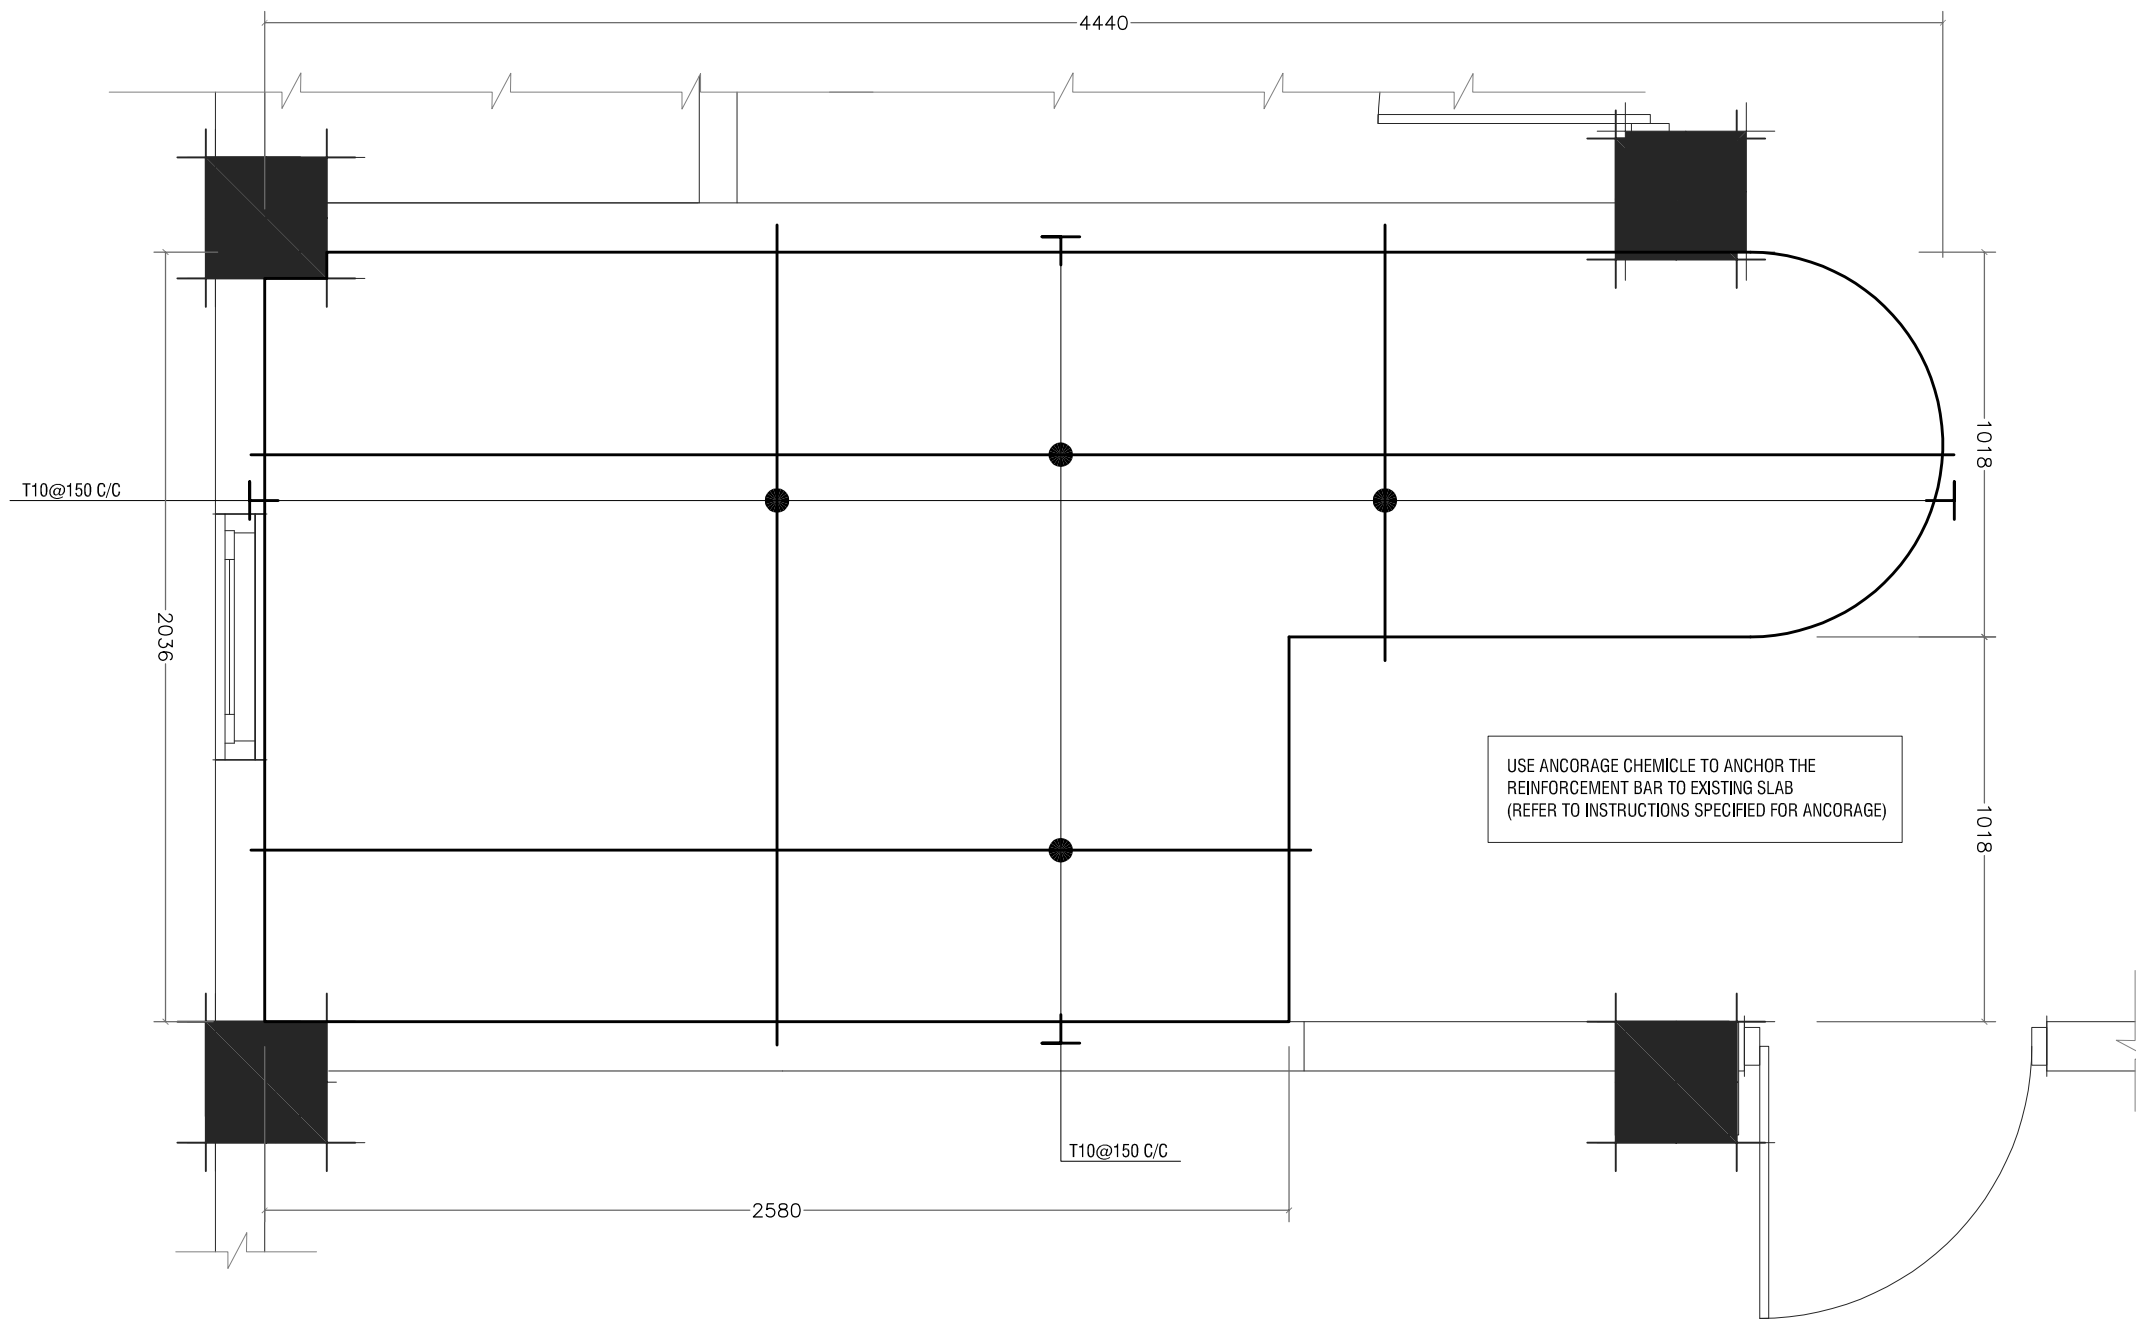 4440
T10@150 C/C
1018
2036
USE ANCORAGE CHEMICLE TO ANCHOR THE
REINFORCEMENT BAR TO EXISTING SLAB
(REFER TO INSTRUCTIONS SPECIFIED FOR ANCORAGE)
1018
T10@150 C/C
2580